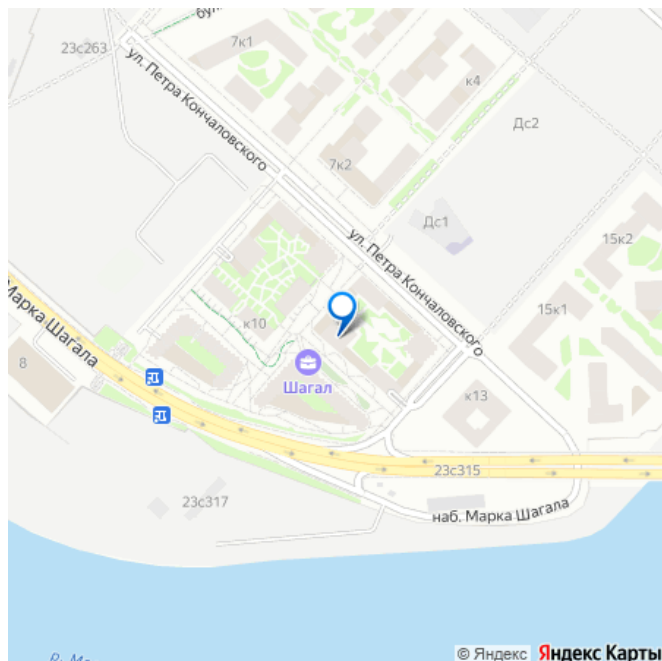 23с263
7к1
к4
ул. Петра Кончаловского
Дс2
7к2
Дс1
ул. Петра Кончаловского
15к2
15к1
к10
Марка Шагала
8
Шагал
к13
23с315
23с317
наб. Марка Шагала
© Яндекс Яндекс Карты